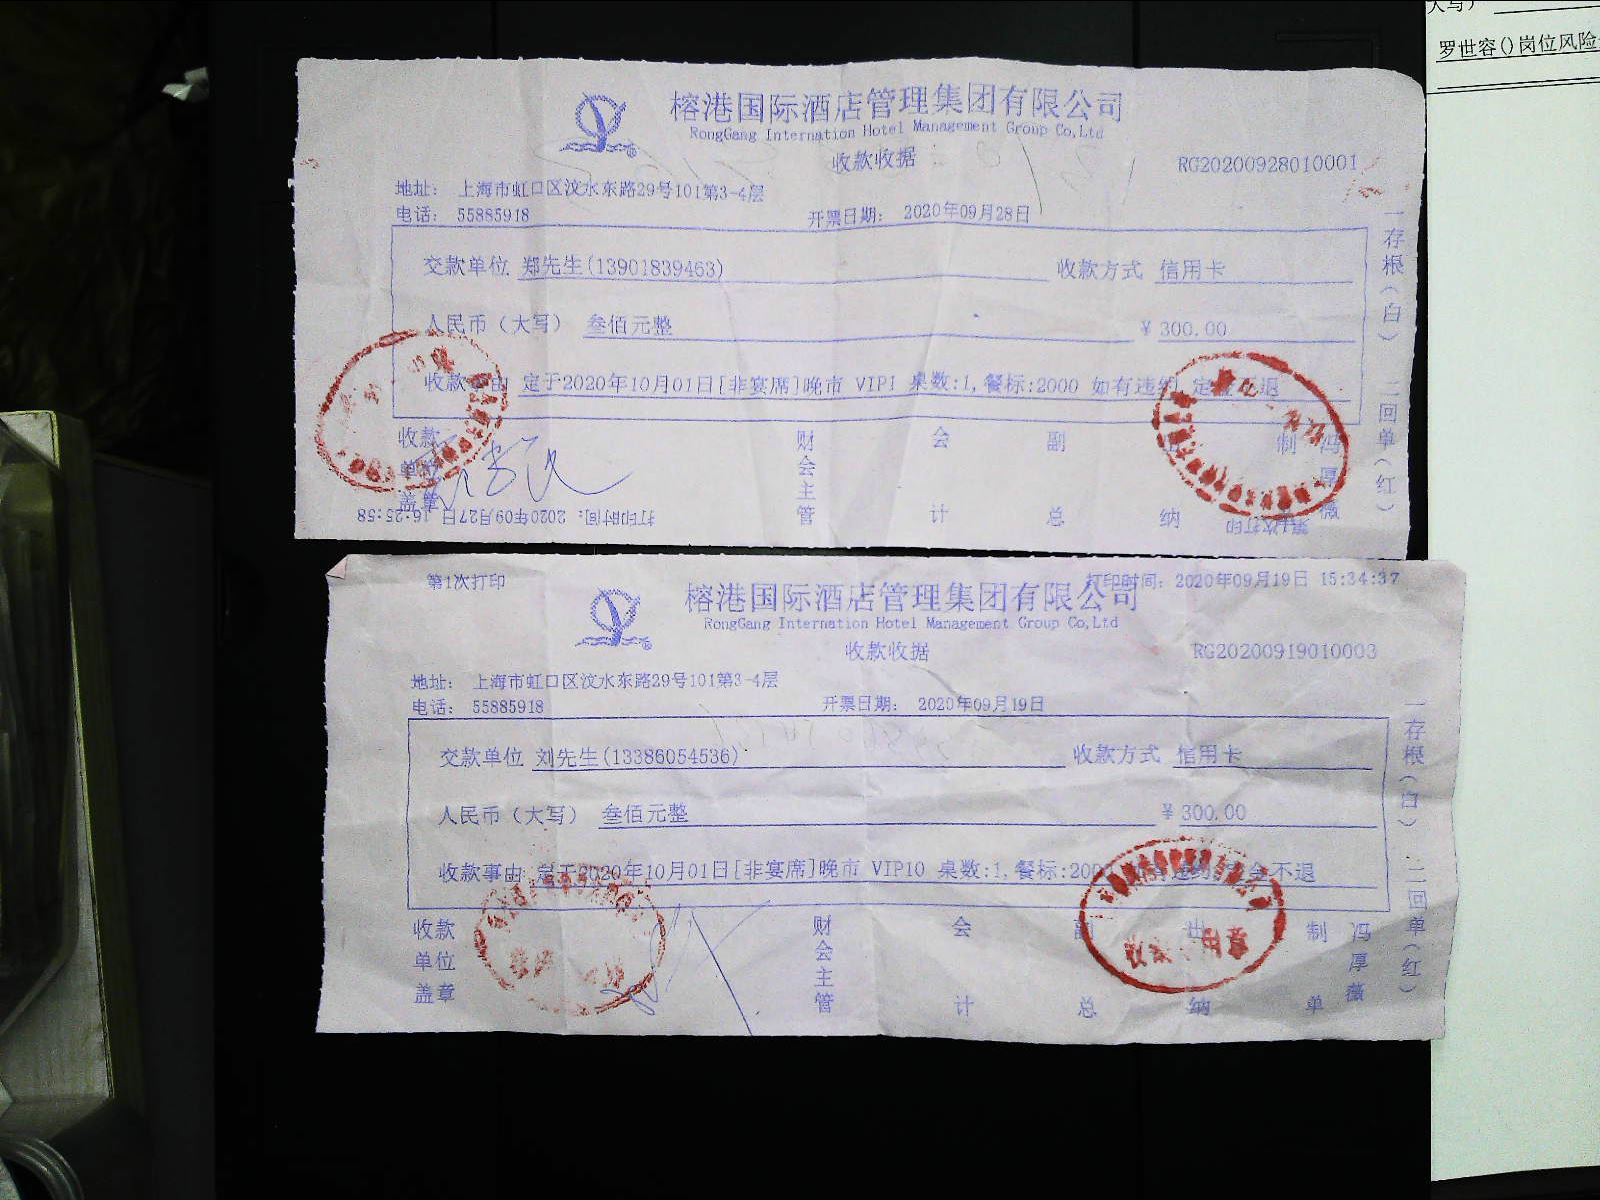 大写）
罗世容()岗位风险
榕港国际酒店管理集团有限公司
RongGang Internation Hotel Management Group Co,Ltd
收款收据
RG20200928010001
地址： 上海市虹口区汶水东路29号101第3-4层
电话： 55885918
开票日期： 2020年09月28日
交款单位 郑先生(13901839463)
收款方式 信用卡
人民币（大写） 叁佰元整
￥ 300.00
收款事由 定于2020年10月01日[非宴席]晚市 VIP1 桌数:1,餐标:2000 如有违约 定 不退
收款单位盖章
财会主管
会计
副总
出纳
制
冯厚薇
一存根（白） 二回单（红）
打印时间： 2020年09月27日 16:25:58
第1次打印
打印时间： 2020年09月19日 15:34:37
榕港国际酒店管理集团有限公司
RongGang Internation Hotel Management Group Co,Ltd
收款收据
RG20200919010003
地址： 上海市虹口区汶水东路29号101第3-4层
电话： 55885918
开票日期： 2020年09月19日
交款单位 刘先生(13386054536)
收款方式 信用卡
人民币（大写） 叁佰元整
￥ 300.00
收款事由: 定于2020年10月01日[非宴席]晚市 VIP10 桌数:1,餐标:200 违约 金不退
收款单位盖章
财会主管
会计
副总
出纳
制单
冯厚薇
一存根（白） 二回单（红）
收款专用章